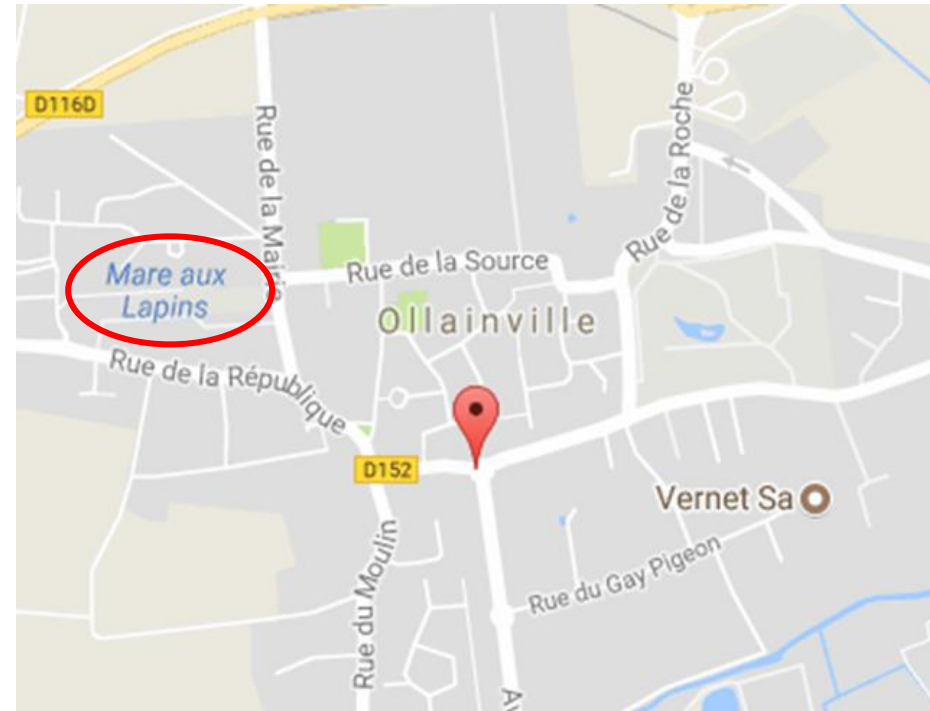 D116D
Rue de la Mairie
Rue de la Roche
Mare aux
Lapins
Rue de la Source
Ollainville
Rue de la République
D152
Vernet Sa
Rue du Moulin
Rue du Gay Pigeon
Av